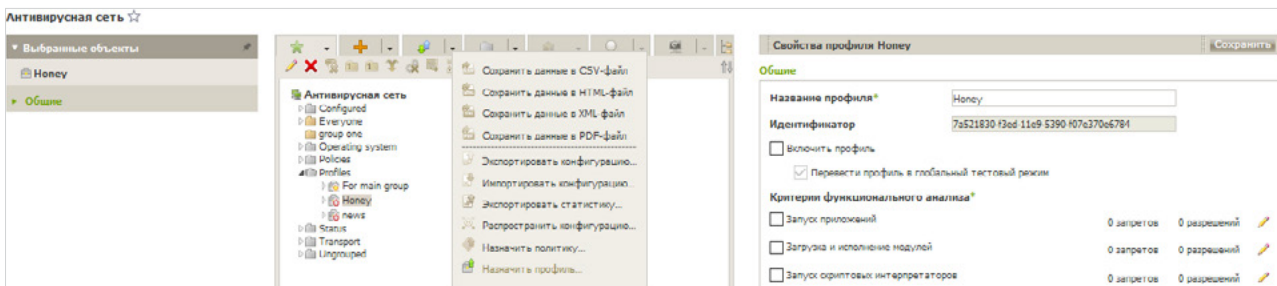 Антивирусная сеть
Выбранные объекты
Honey
Общие
Сохранить данные в CSV-файл
Сохранить данные в HTML-файл
Сохранить данные в XML-файл
Сохранить данные в PDF-файл
Экспортировать конфигурацию...
Импортировать конфигурацию...
Экспортировать статистику...
Распространить конфигурацию...
Назначить политику...
Назначить профиль...
Антивирусная сеть
Configured
Everyone
group one
Operating system
Policies
Profiles
For main group
Honey
news
Status
Transport
Ungrouped
Свойства профиля Honey
Сохранить
Общие
Название профиля* Honey
Идентификатор 7a521830-f3ed-11e9-5390-f07e370e6784
Включить профиль
Перевести профиль в глобальный тестовый режим
Критерии функционального анализа*
Запуск приложений 0 запретов 0 разрешений
Загрузка и исполнение модулей 0 запретов 0 разрешений
Запуск скриптовых интерпретаторов 0 запретов 0 разрешений